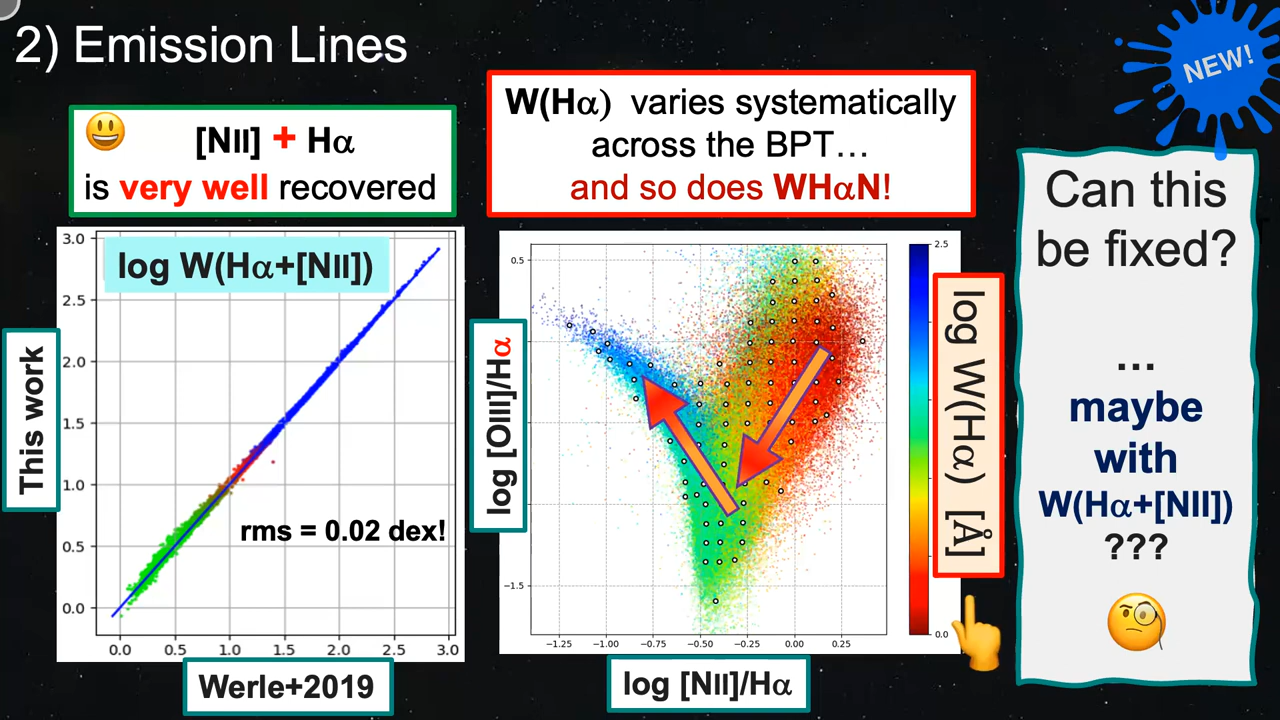 2) Emission Lines
NEW!
[NII] + Hα
is very well recovered
W(Hα) varies systematically
across the BPT…
and so does WHαN!
Can this
be fixed?
…
maybe
with
W(Hα+[NII])
???
log W(Hα+[NII])
rms = 0.02 dex!
This work
3.0
2.5
2.0
1.5
1.0
0.5
0.0
0.0
0.5
1.0
1.5
2.0
2.5
3.0
Werle+2019
log [OIII]/Hα
0.5
−1.5
−1.25
−1.00
−0.75
−0.50
−0.25
0.00
0.25
log [NII]/Hα
2.5
0.0
log W(Hα) [Å]